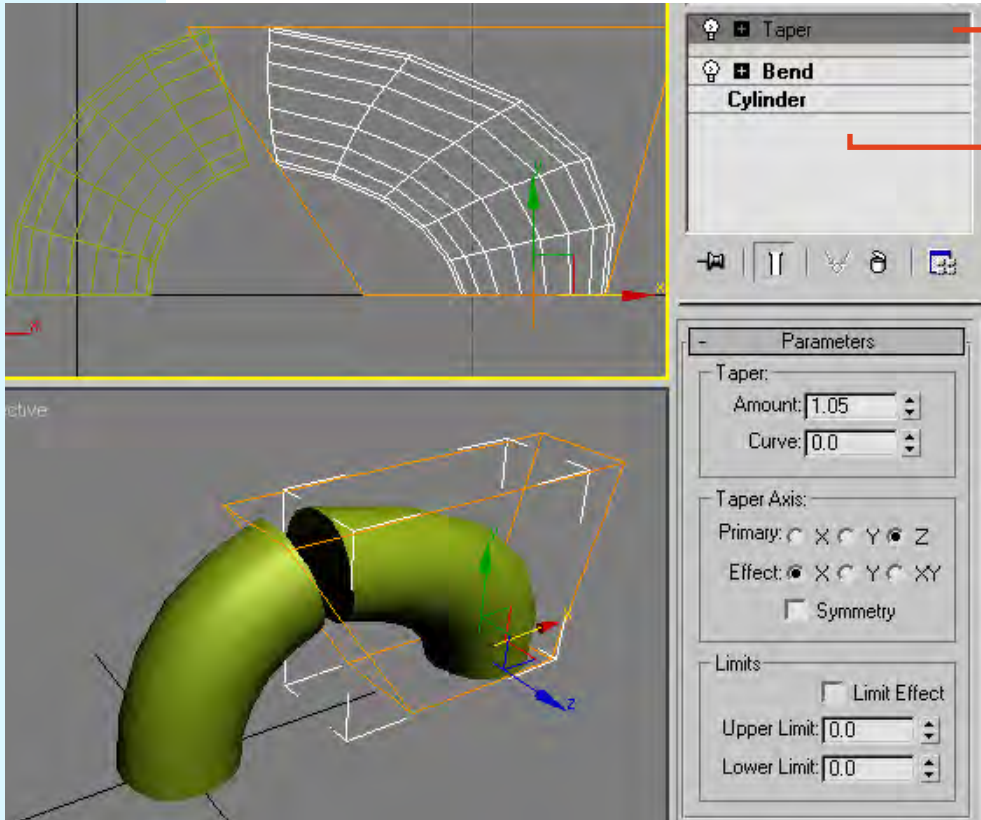 Taper
Bend
Cylinder
Y
x
x
- Parameters
Taper:
Amount: 1.05
Curve: 0.0
ective
Taper Axis:
Primary: X Y Z
Effect: X Y XY
Symmetry
Limits
Limit Effect
Upper Limit: 0.0
Lower Limit: 0.0
z